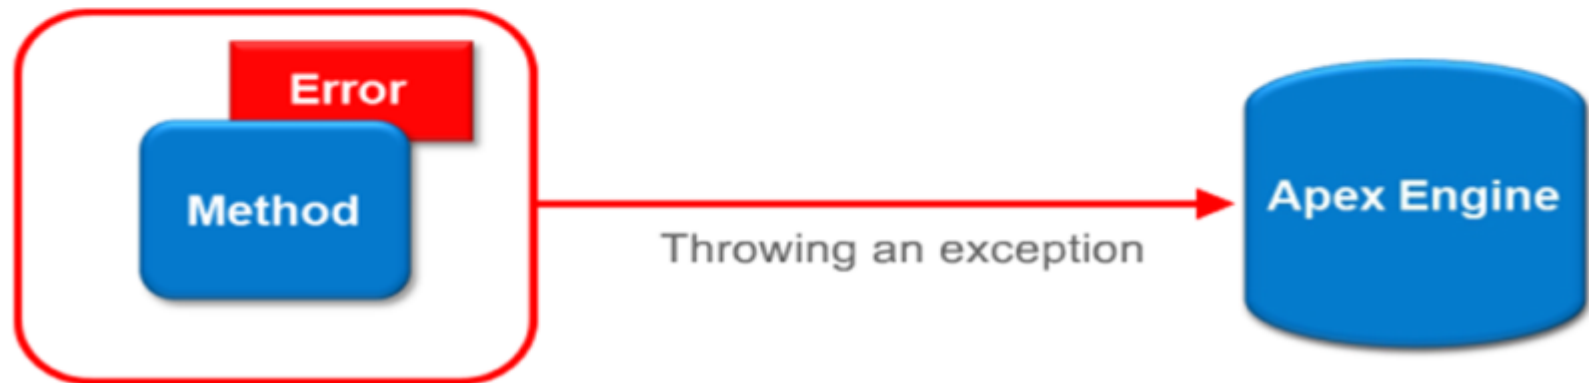 Error
Method
Throwing an exception
Apex Engine